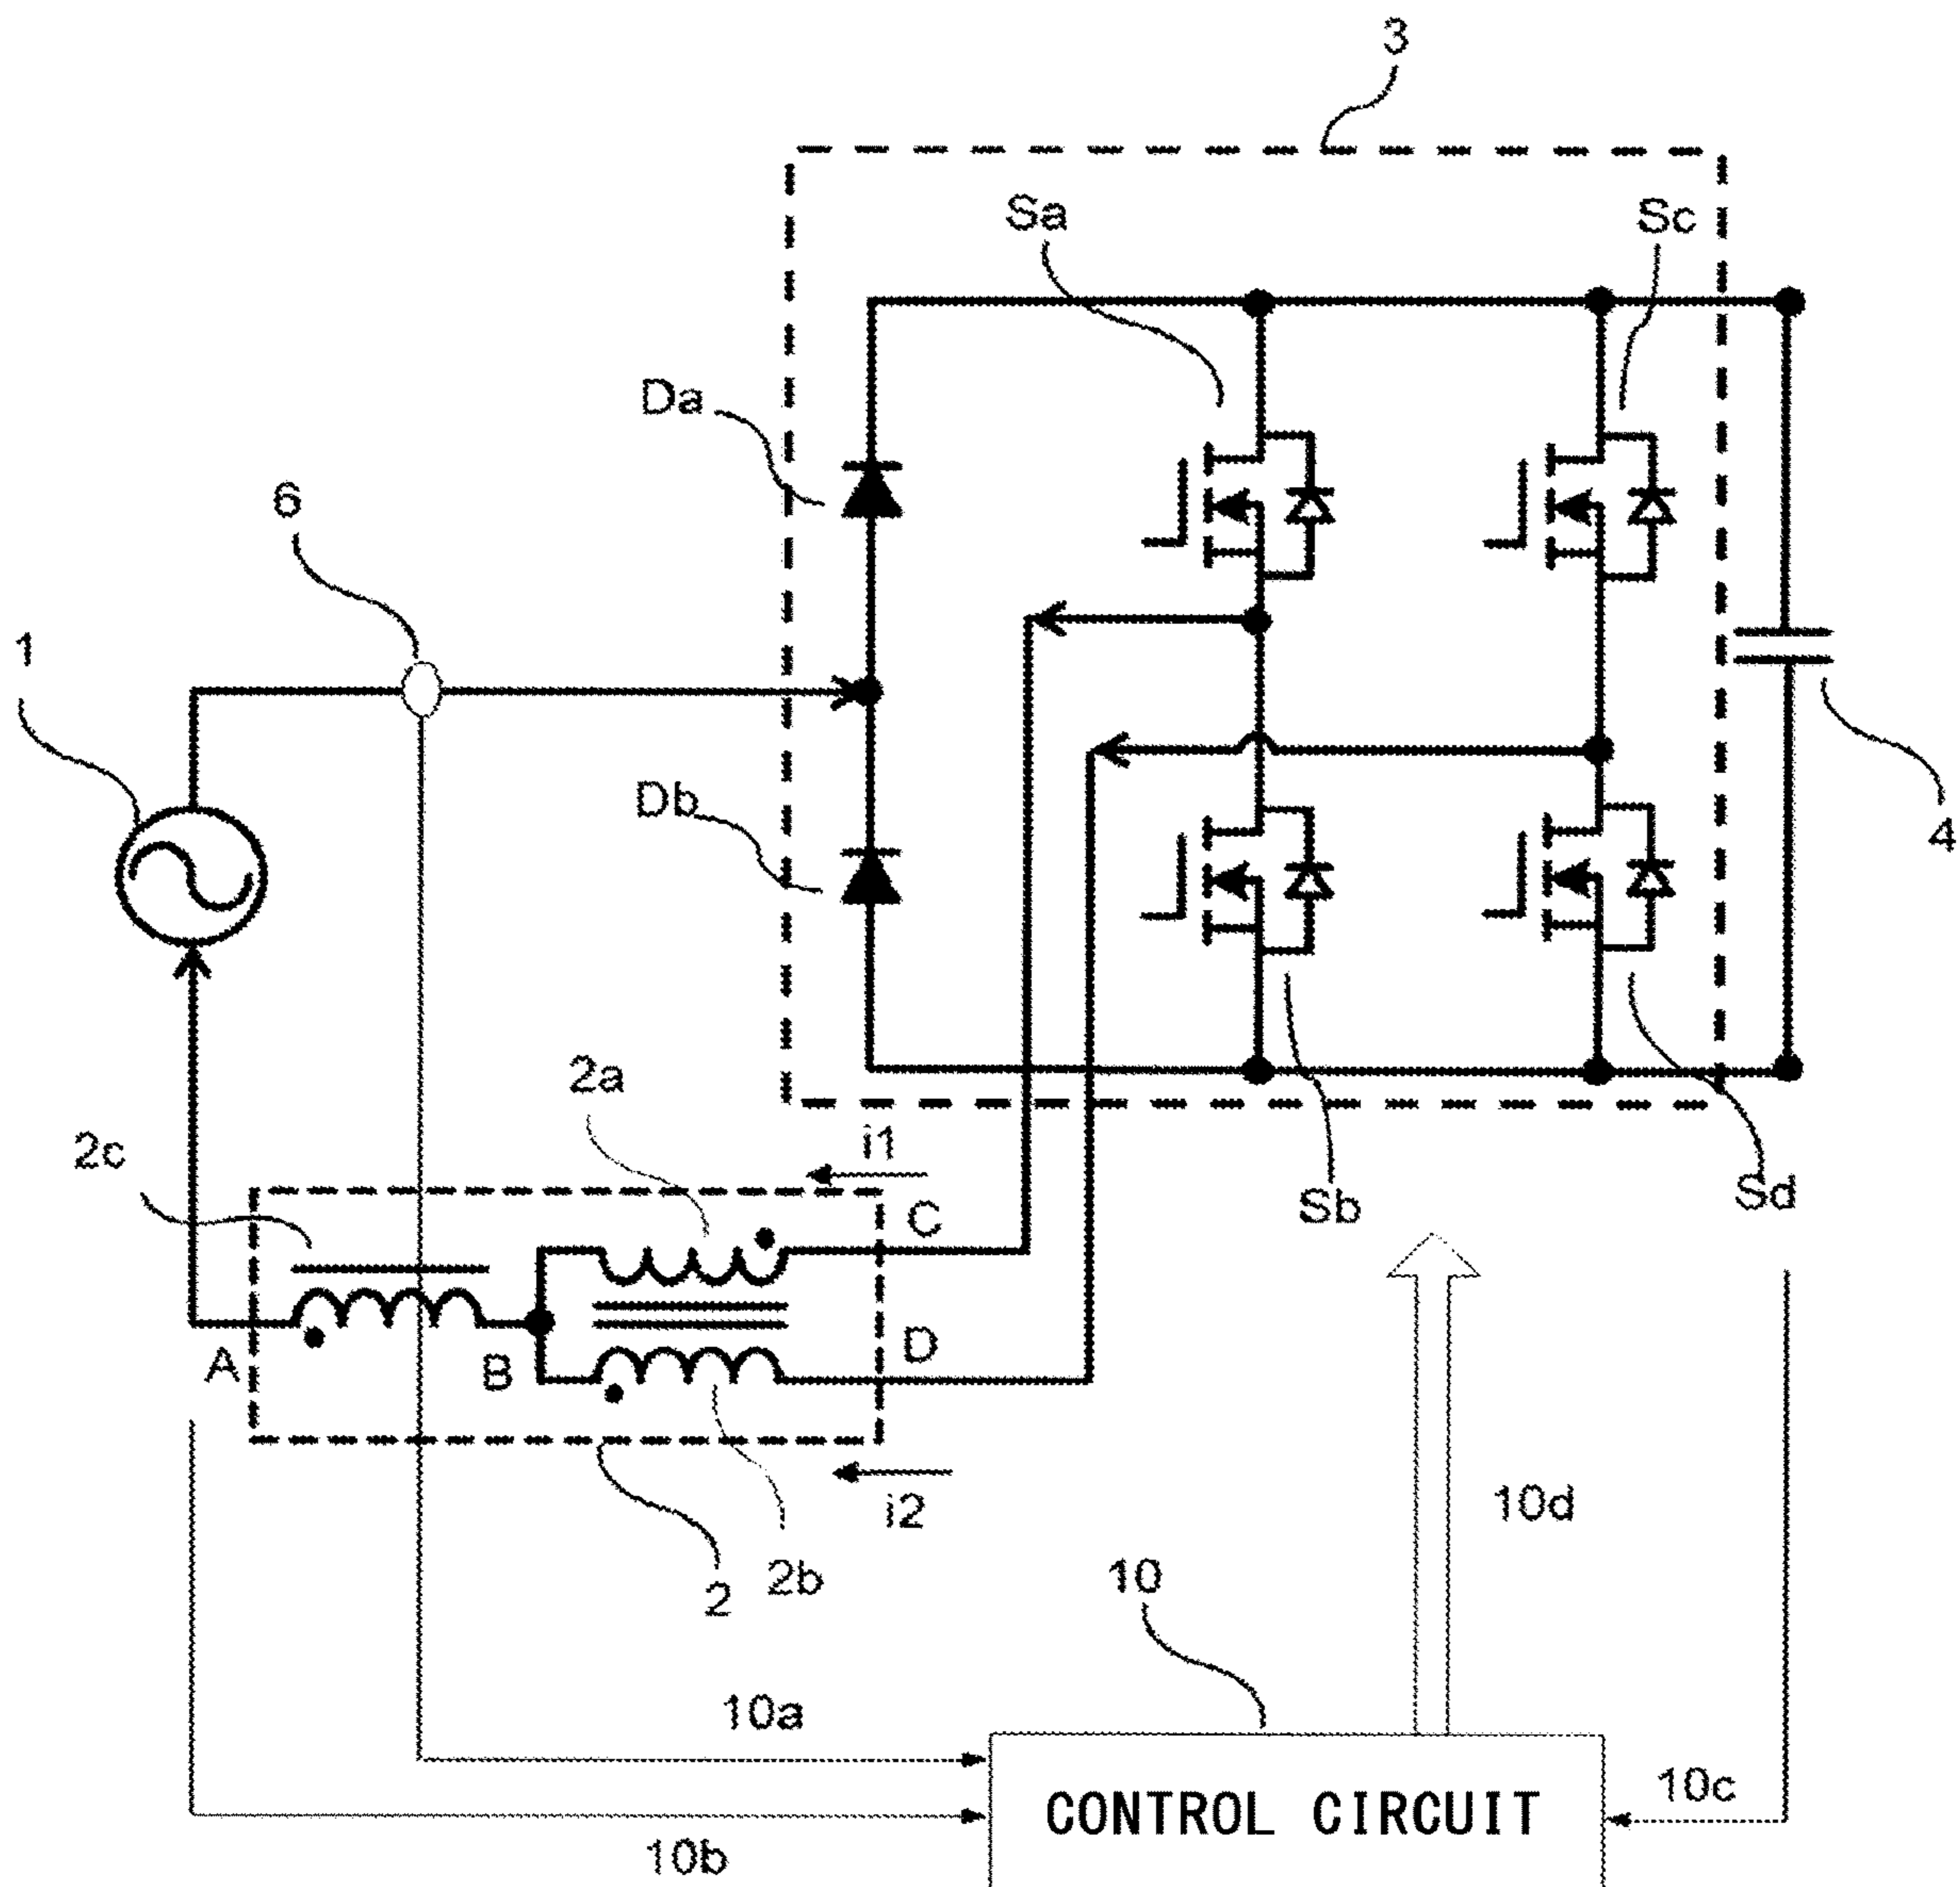 3
Sa
Sc
Da
6
1
Db
4
2a
2c
i1
C
Sb
Sd
A
B
D
i2
10d
2b
2
10
10a
10c
CONTROL CIRCUIT
10b